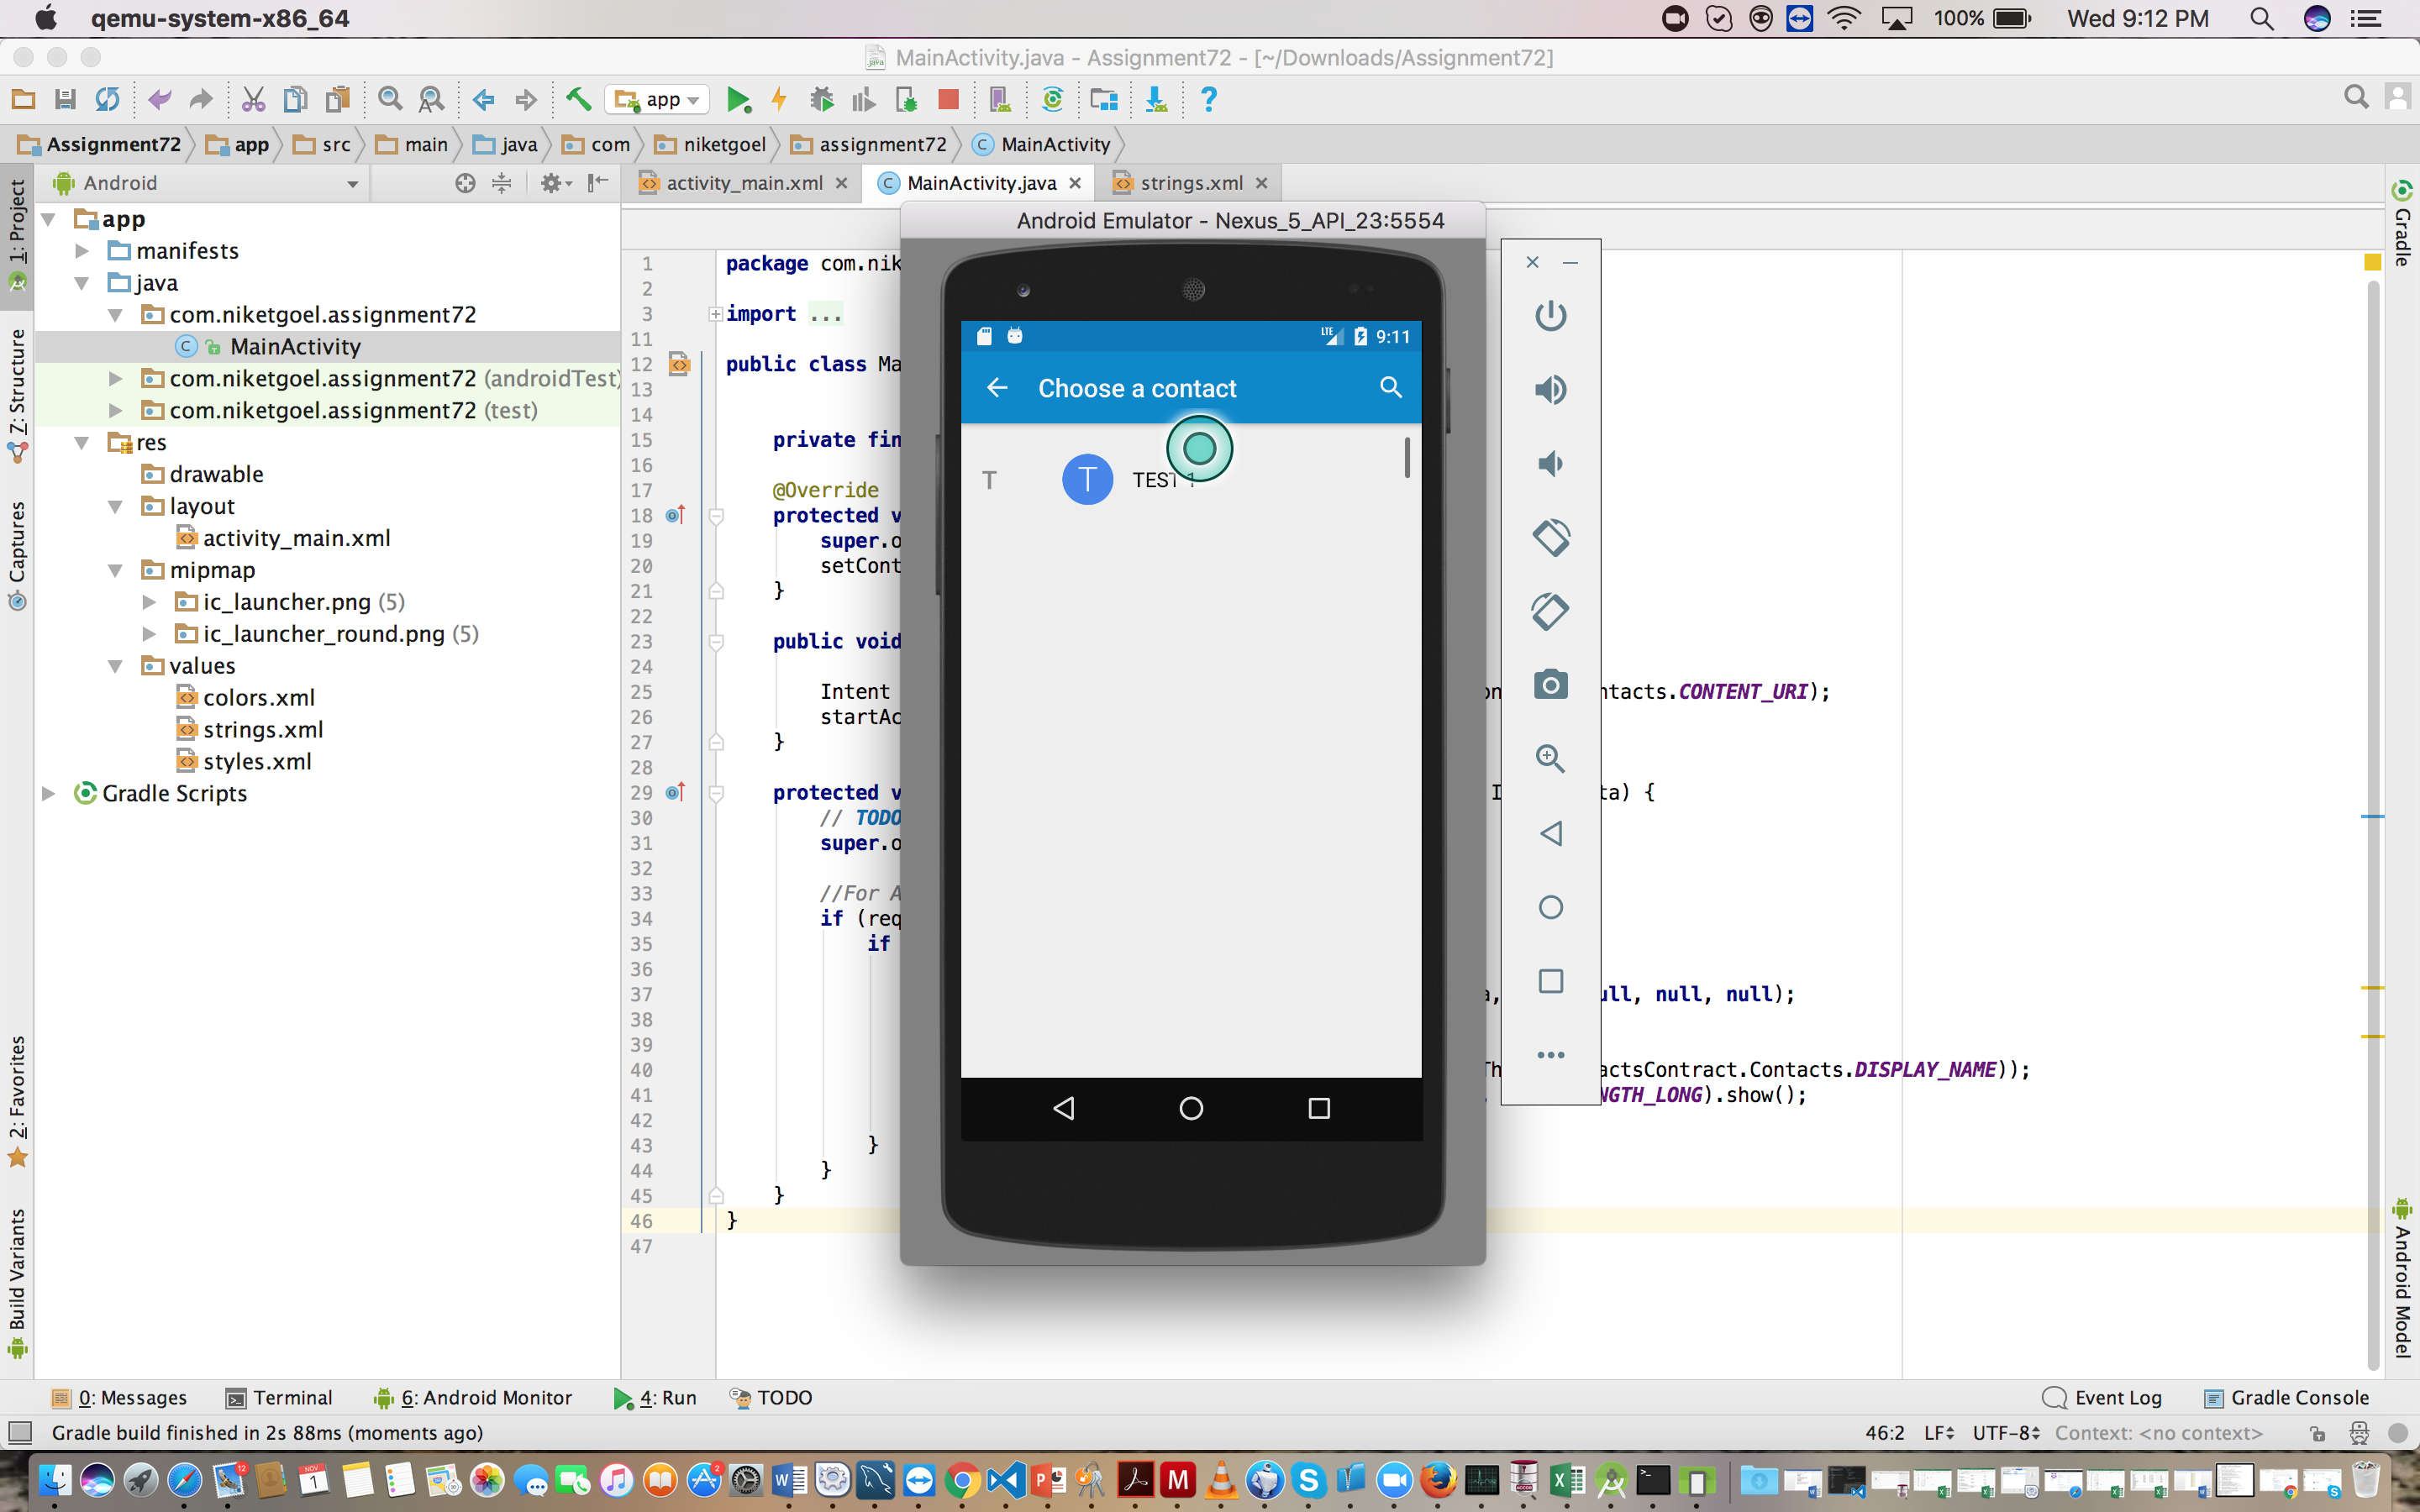 qemu-system-x86_64
100%
Wed 9:12 PM
MainActivity.java - Assignment72 - [~/Downloads/Assignment72]
app
Assignment72
app
src
main
java
com
niketgoel
assignment72
MainActivity
Android
activity_main.xml
MainActivity.java
strings.xml
1: Project
7: Structure
Captures
2: Favorites
Build Variants
Gradle
Android Model
app
manifests
java
com.niketgoel.assignment72
MainActivity
com.niketgoel.assignment72 (androidTest)
com.niketgoel.assignment72 (test)
res
drawable
layout
activity_main.xml
mipmap
ic_launcher.png (5)
ic_launcher_round.png (5)
values
colors.xml
strings.xml
styles.xml
Gradle Scripts
1 package com.nik
2
3 import ...
11
12 public class Ma
13
14
15 private fin
16
17 @Override
18 protected v
19 super.o
20 setCont
21 }
22
23 public void
24
25 Intent ntacts.CONTENT_URI);
26 startAc
27 }
28
29 protected v ta) {
30 // TODO
31 super.o
32
33 //For A
34 if (req
35 if
36
37 ull, null, null);
38
39
40 actsContract.Contacts.DISPLAY_NAME));
41 NGTH_LONG).show();
42
43 }
44 }
45 }
46 }
47
Android Emulator - Nexus_5_API_23:5554
LTE
9:11
Choose a contact
T
T
TEST 1
0: Messages
Terminal
6: Android Monitor
4: Run
TODO
Event Log
Gradle Console
Gradle build finished in 2s 88ms (moments ago)
46:2
LF
UTF-8
Context: <no context>